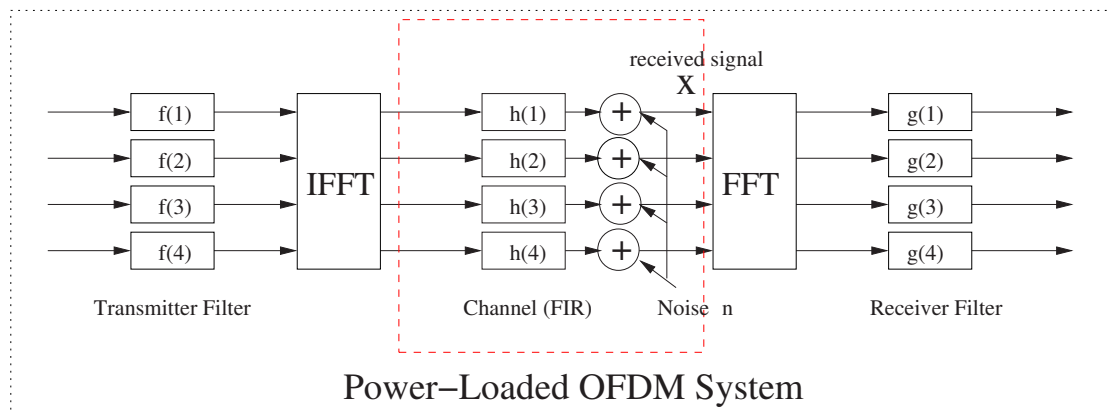 received signal
X
f(1) h(1) + g(1)
f(2) h(2) + g(2)
IFFT FFT
f(3) h(3) + g(3)
f(4) h(4) + g(4)
Transmitter Filter Channel (FIR) Noise n Receiver Filter
Power–Loaded OFDM System